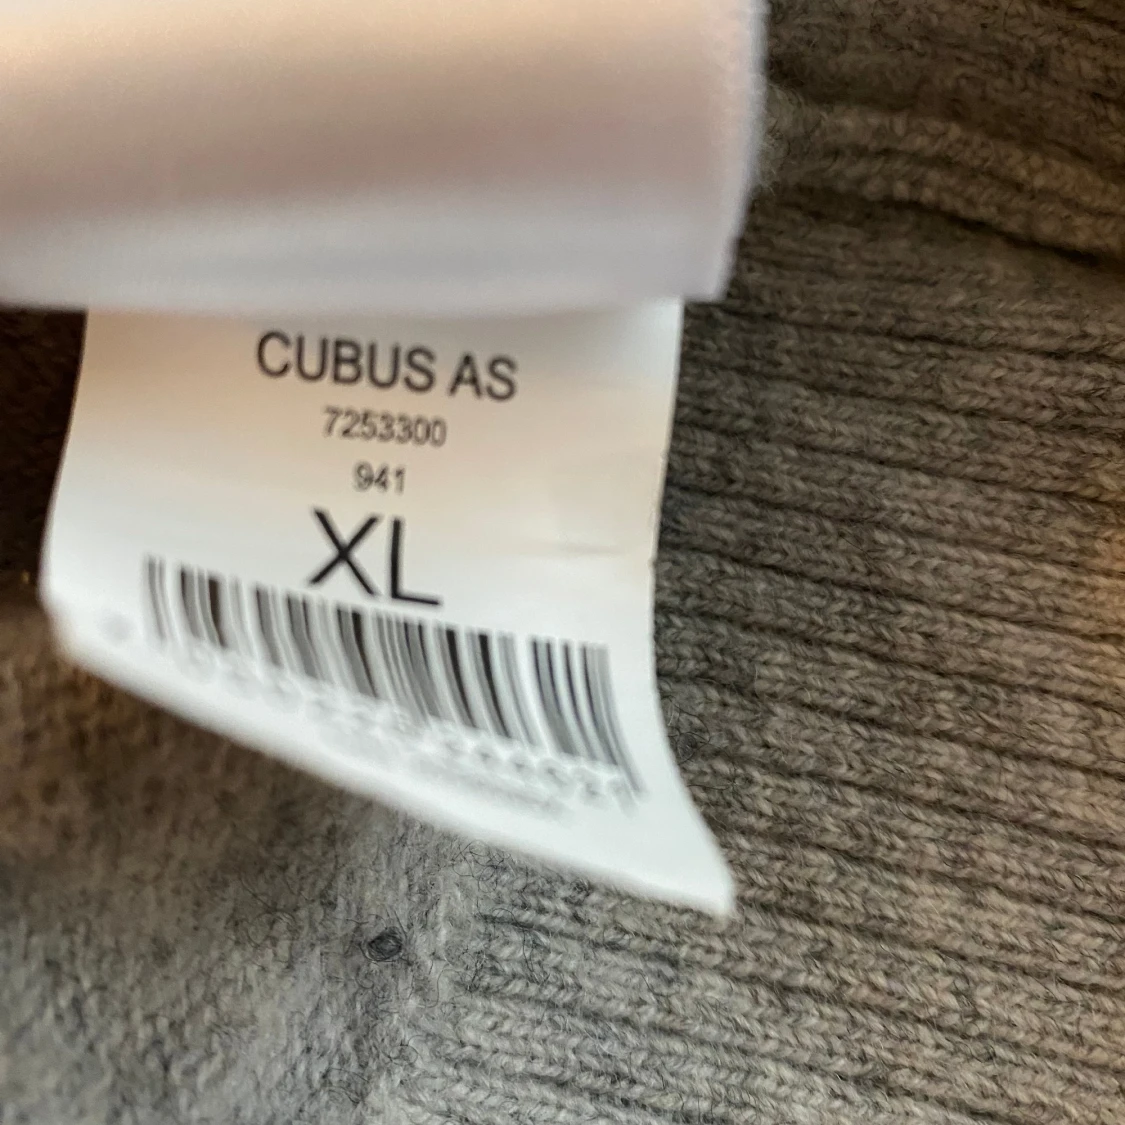 CUBUS AS
7253300
941
XL